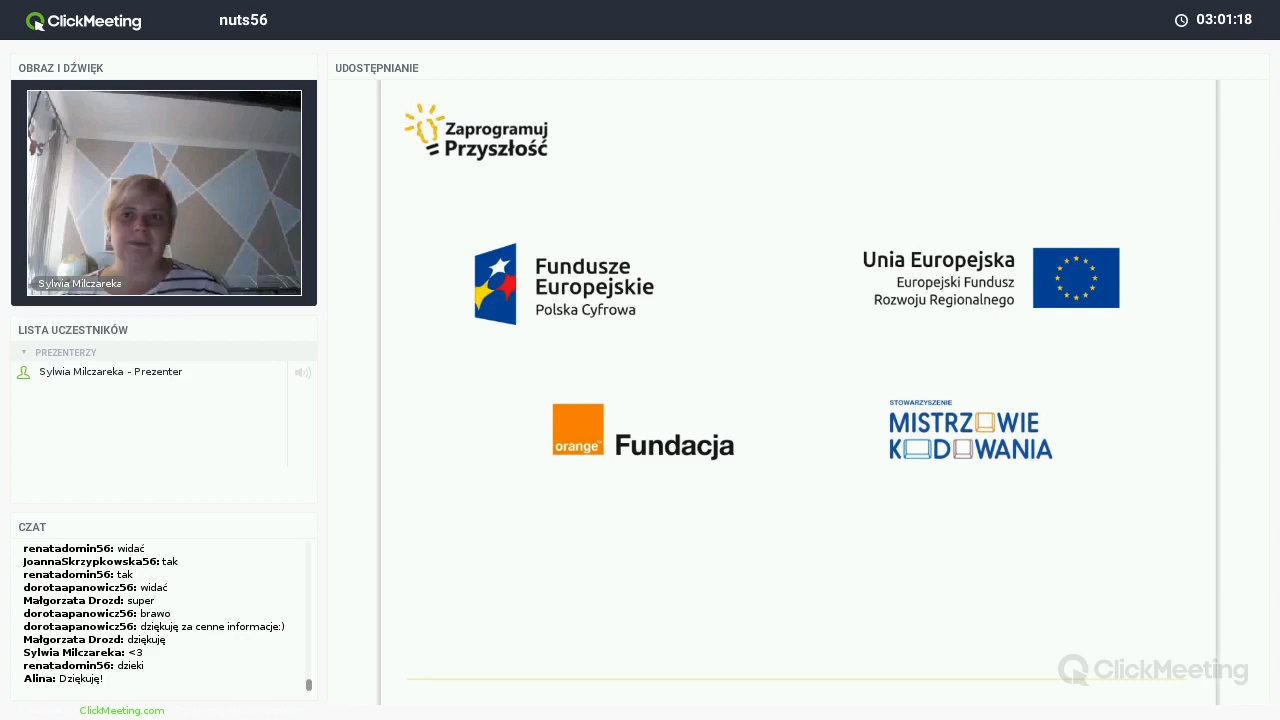 ClickMeeting
nuts56
03:01:18
OBRAZ I DŹWIĘK
Sylwia Milczareka
LISTA UCZESTNIKÓW
PREZENTERZY
Sylwia Milczareka - Prezenter
CZAT
renatadomin56: widać
JoannaSkrzypkowska56: tak
renatadomin56: tak
dorotaapanowicz56: widać
Małgorzata Drozd: super
dorotaapanowicz56: brawo
dorotaapanowicz56: dziękuję za cenne informacje:)
Małgorzata Drozd: dziękuję
Sylwia Milczareka: <3
renatadomin56: dzieki
Alina: Dziękuję!
ClickMeeting.com
UDOSTĘPNIANIE
Zaprogramuj
Przyszłość
Fundusze
Europejskie
Polska Cyfrowa
Unia Europejska
Europejski Fundusz
Rozwoju Regionalnego
orange™
Fundacja
STOWARZYSZENIE
MISTRZOWIE
KODOWANIA
ClickMeeting